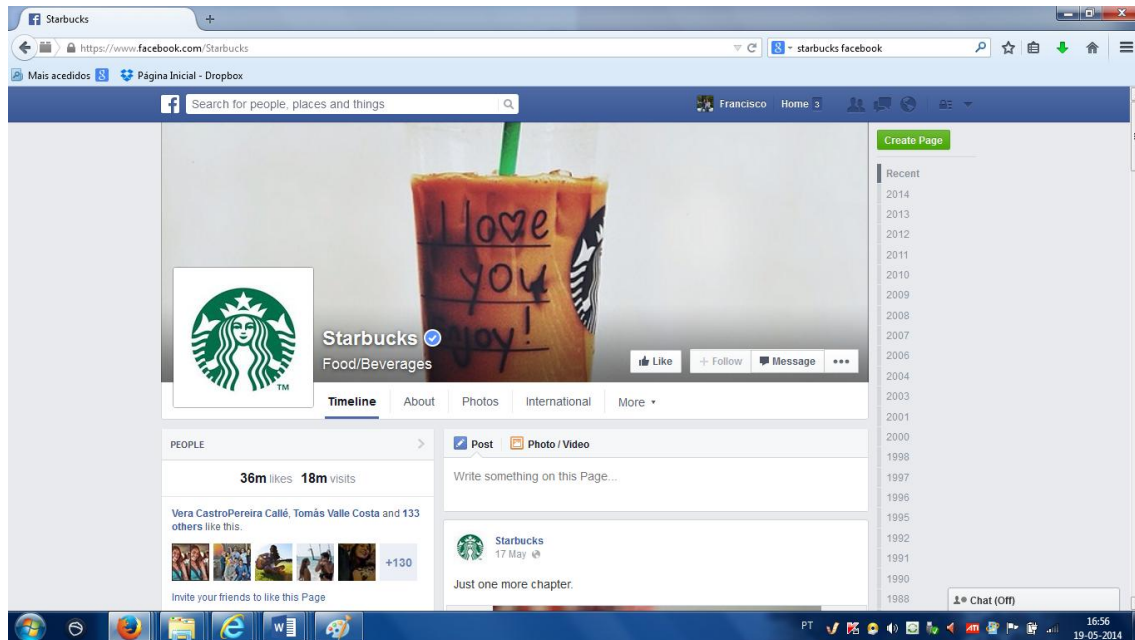 Starbucks
+
https://www.facebook.com/Starbucks
starbucks facebook
Mais acedidos
Página Inicial - Dropbox
Search for people, places and things
Francisco Home 3
Create Page
I love
you
enjoy!
Starbucks
Food/Beverages
TM
Like + Follow Message •••
Timeline About Photos International More
Recent
2014
2013
2012
2011
2010
2009
2008
2007
2006
2004
2003
2001
2000
1998
1997
1996
1995
1992
1991
1990
1988
PEOPLE
36m likes 18m visits
Vera CastroPereira Callé, Tomás Valle Costa and 133
others like this.
+130
Invite your friends to like this Page
Post Photo / Video
Write something on this Page...
Starbucks
17 May
Just one more chapter.
Chat (Off)
PT
16:56
19-05-2014